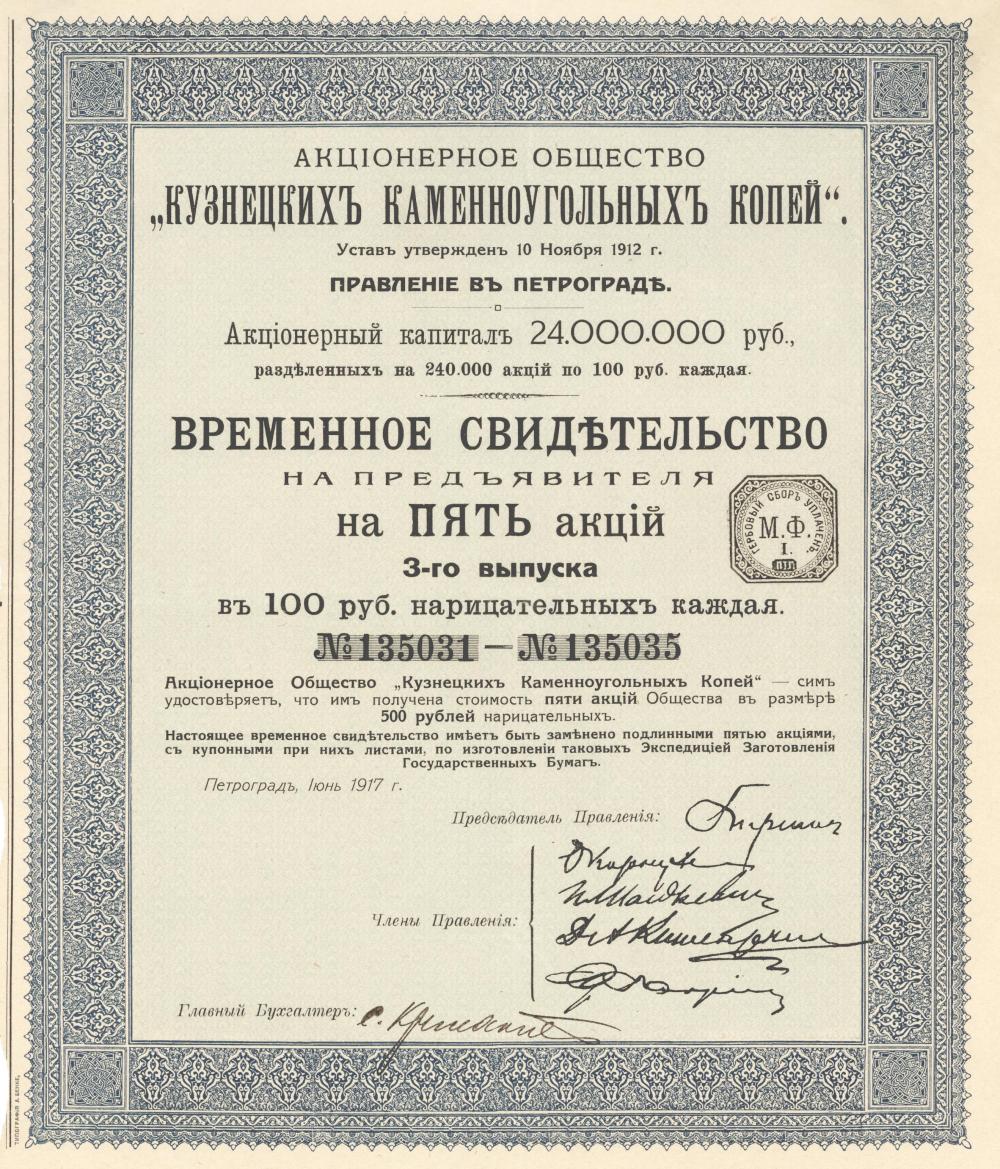 АКЦІОНЕРНОЕ ОБЩЕСТВО
„КУЗНЕЦКИХЪ КАМЕННОУГОЛЬНЫХЪ КОПЕЙ“.
Уставъ утвержденъ 10 Ноября 1912 г.
ПРАВЛЕНІЕ ВЪ ПЕТРОГРАДѢ.
Акціонерный капиталъ 24.000.000 руб.,
раздѣленныхъ на 240.000 акцій по 100 руб. каждая.
ВРЕМЕННОЕ СВИДѢТЕЛЬСТВО
НА ПРЕДЪЯВИТЕЛЯ
на ПЯТЬ акцій
3-го выпуска
въ 100 руб. нарицательныхъ каждая.
ГЕРБОВЫЙ СБОРЪ УПЛАЧЕНЪ.
М.Ф.
I.
№135031 — №135035
Акціонерное Общество „Кузнецкихъ Каменноугольныхъ Копей“ — симъ
удостовѣряетъ, что имъ получена стоимость пяти акцій Общества въ размѣрѣ
500 рублей нарицательныхъ.
Настоящее временное свидѣтельство имѣетъ быть замѣнено подлинными пятью акціями,
съ купонными при нихъ листами, по изготовленіи таковыхъ Экспедиціей Заготовленія
Государственныхъ Бумагъ.
Петроградъ, Іюнь 1917 г.
Предсѣдатель Правленія:
Члены Правленія:
Главный Бухгалтеръ: